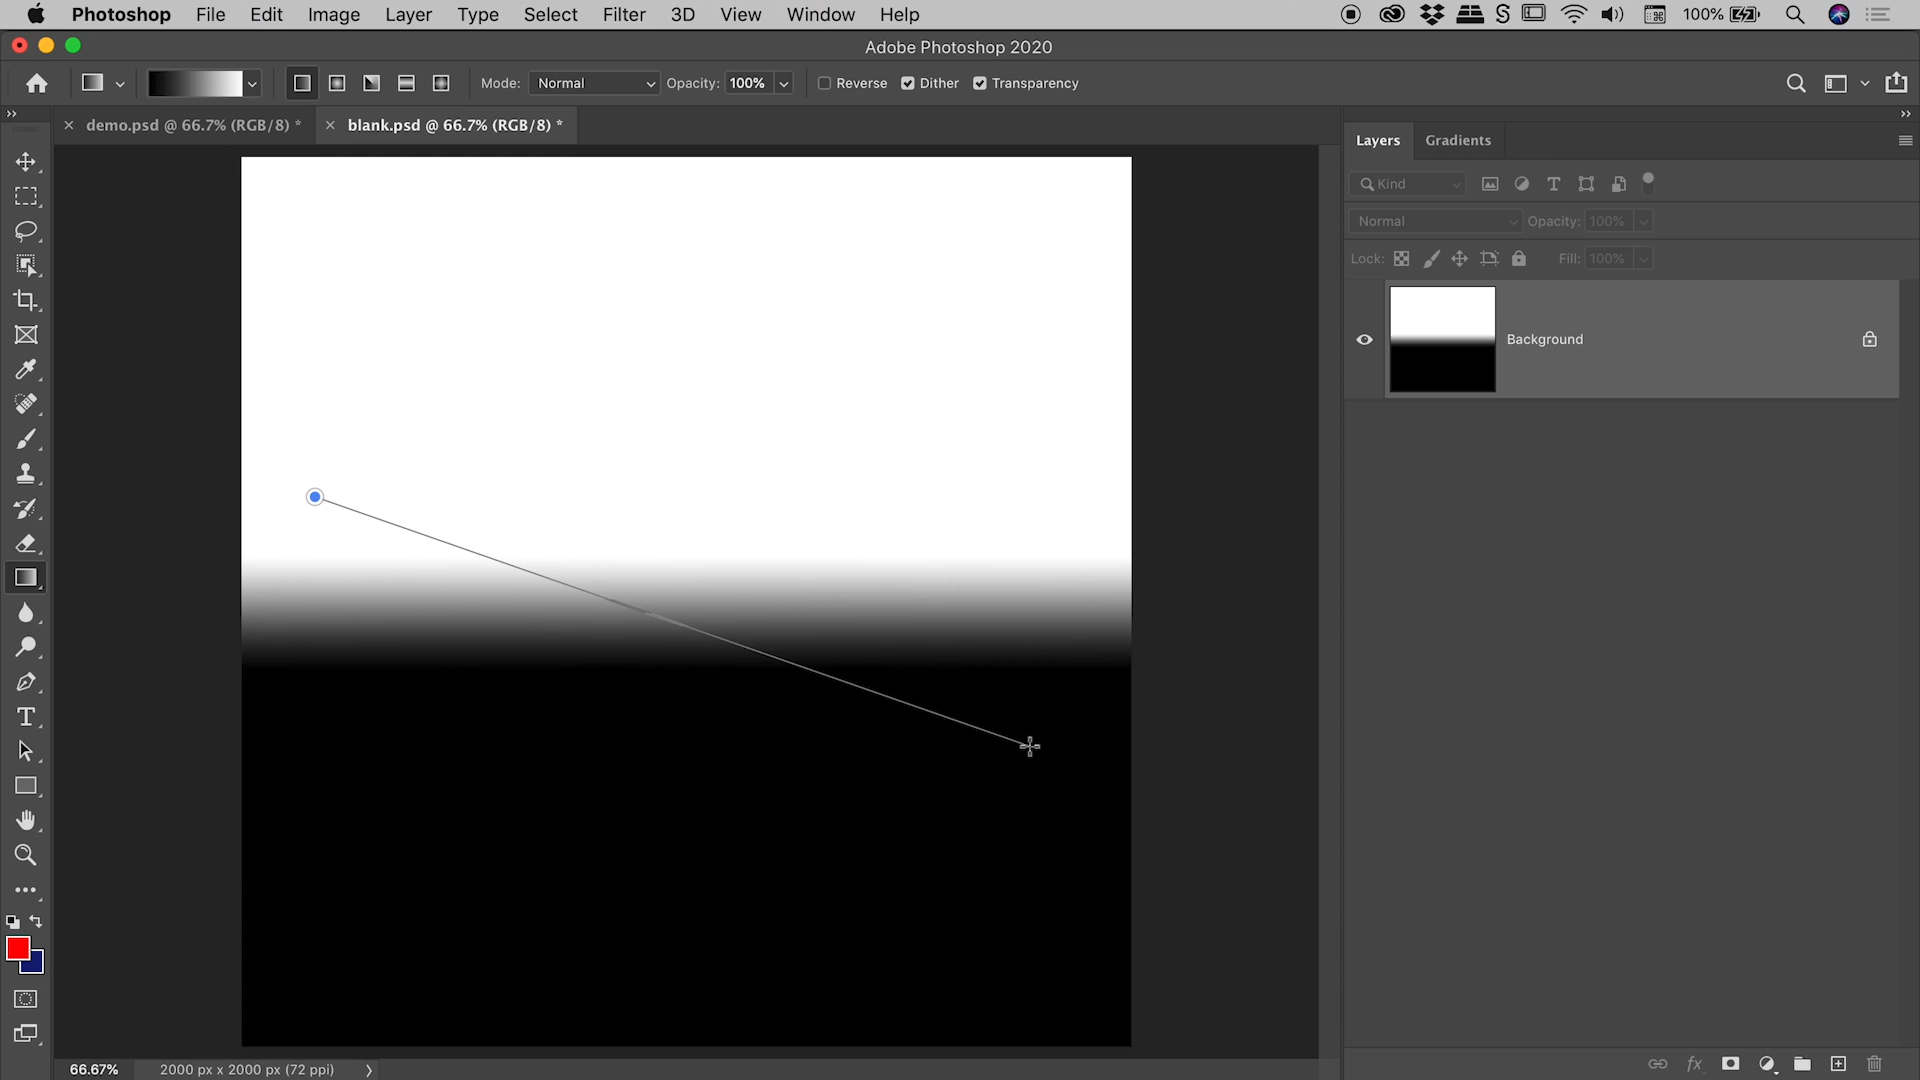 Photoshop File Edit Image Layer Type Select Filter 3D View Window Help 100%
Adobe Photoshop 2020
Mode: Normal Opacity: 100% Reverse Dither Transparency
demo.psd @ 66.7% (RGB/8) * blank.psd @ 66.7% (RGB/8) *
Layers Gradients
Kind
Normal Opacity: 100%
Lock: Fill: 100%
Background
66.67% 2000 px x 2000 px (72 ppi)